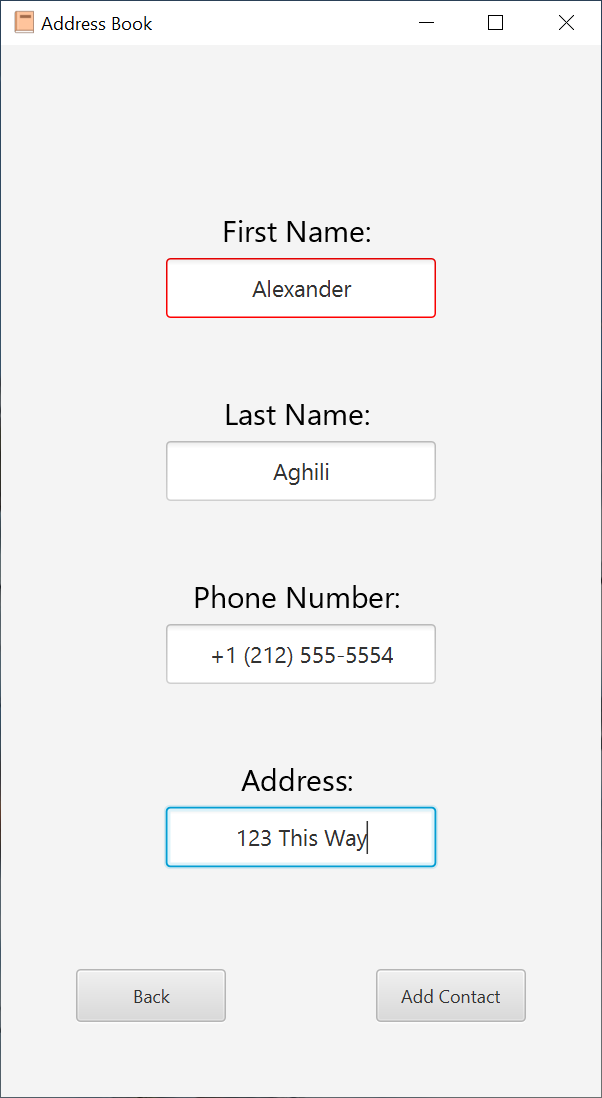 Address Book
First Name:
Alexander
Last Name:
Aghili
Phone Number:
+1 (212) 555-5554
Address:
123 This Way
Back
Add Contact